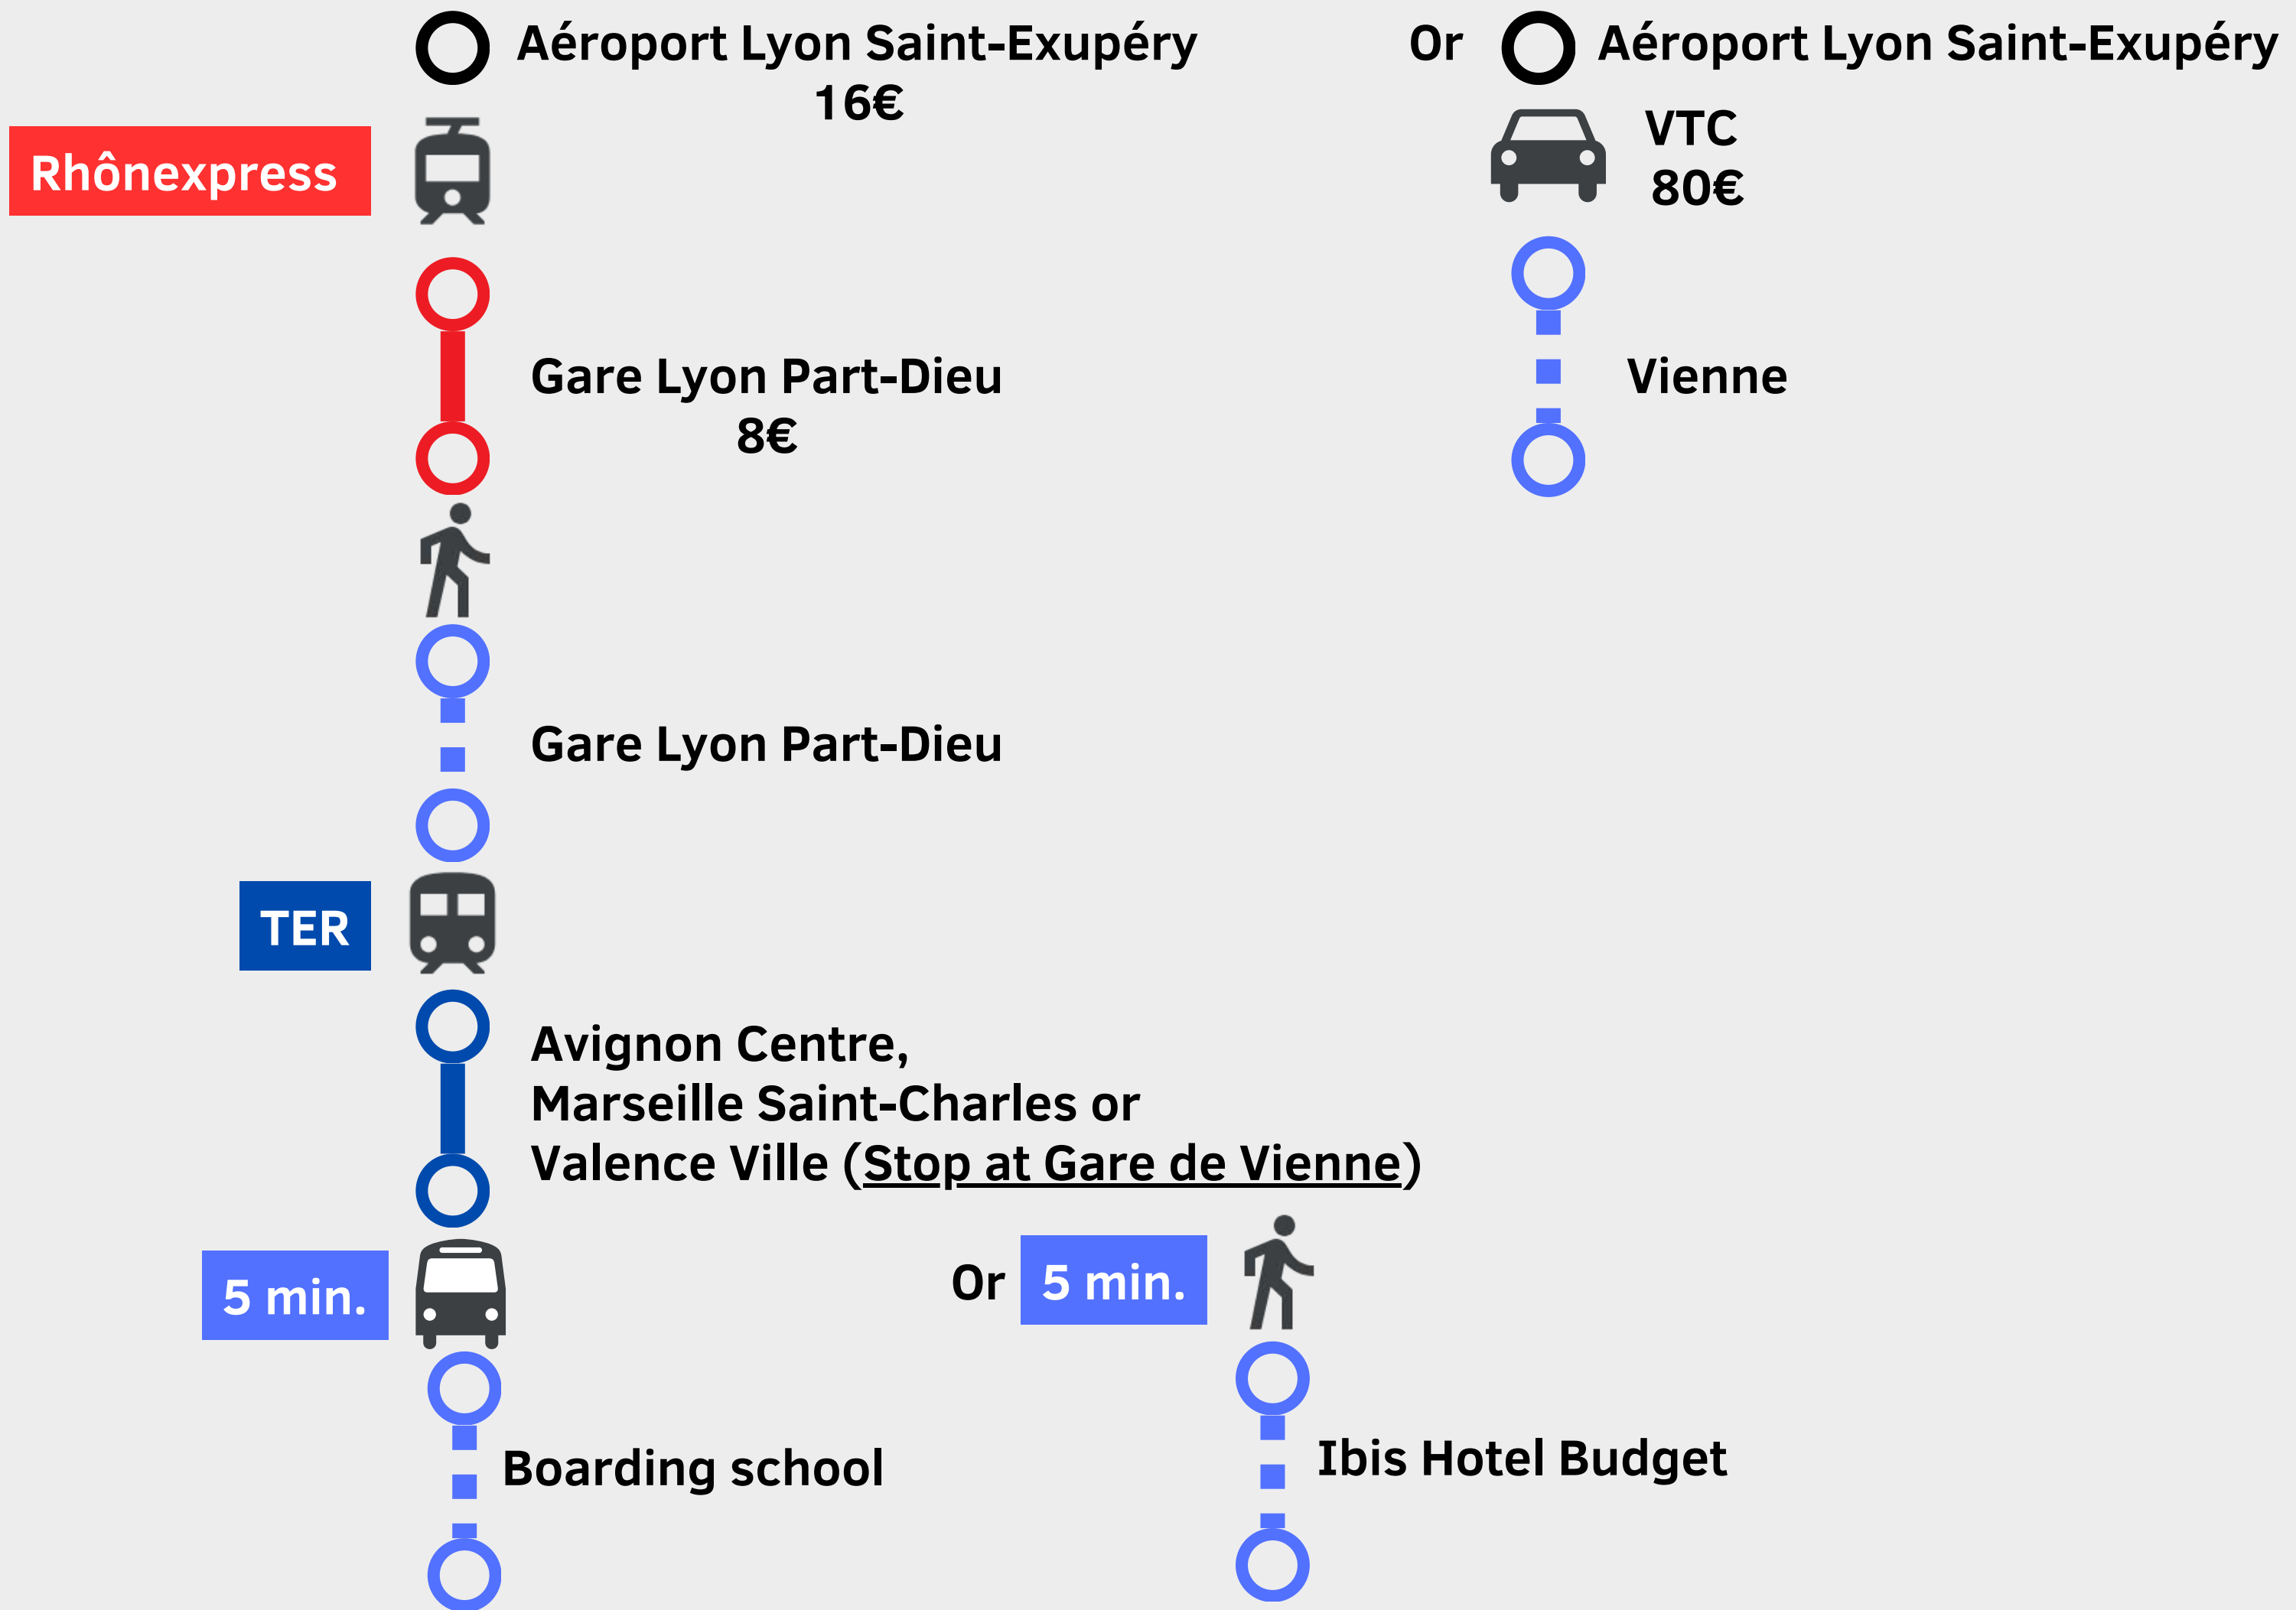 Aéroport Lyon Saint-Exupéry
16€
Rhônexpress
Gare Lyon Part-Dieu
8€
Gare Lyon Part-Dieu
TER
Avignon Centre,
Marseille Saint-Charles or
Valence Ville (Stop at Gare de Vienne)
5 min.
Boarding school
Or
5 min.
Ibis Hotel Budget
Or
Aéroport Lyon Saint-Exupéry
VTC
80€
Vienne